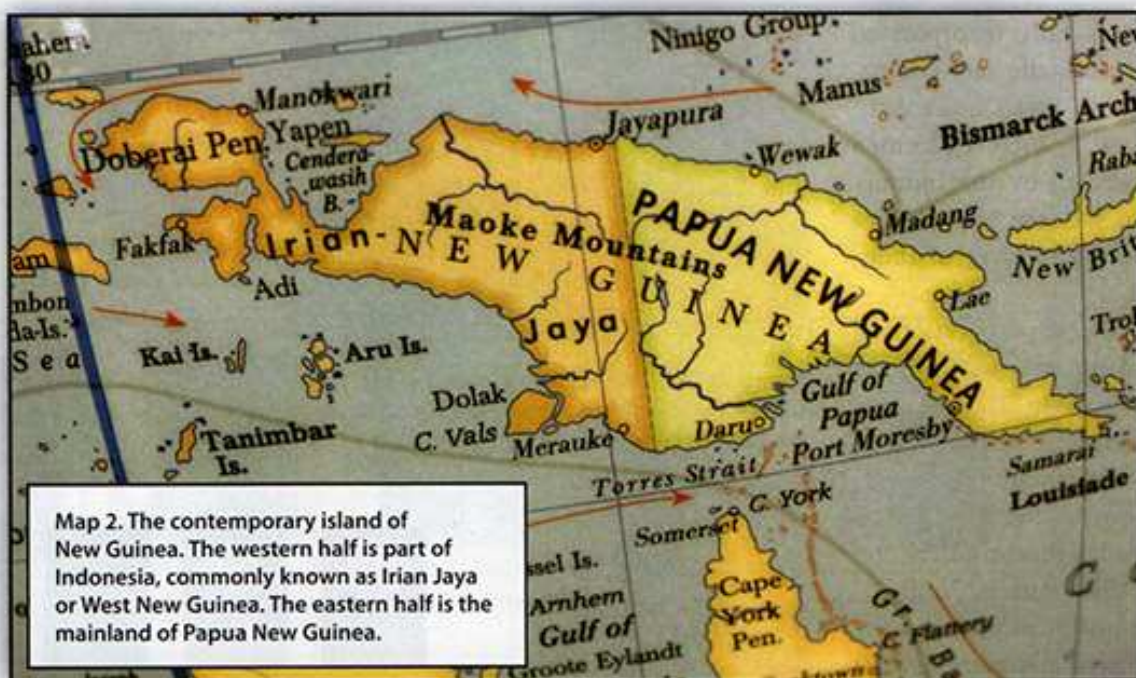 Ninigo Group
Manus
Bismarck Arch
Manokwari
Doberai Pen.
Yapen
Cendera-
wasih
B.
Jayapura
Wewak
Madang
Fakfak
Adi
Irian-
Jaya
Maoke Mountains
NEW GUINEA
PAPUA NEW GUINEA
Lae
New Brit
Kai Is.
Aru Is.
Sea
Dolak
C. Vals
Merauke
Daru
Gulf of
Papua
Port Moresby
Tanimbar
Is.
Torres Strait
Samarai
Louisiade
C. York
Somerset
Cape
York
Pen.
C. Flattery
Arnhem
Gulf of
Groote Eylandt
Map 2. The contemporary island of
New Guinea. The western half is part of
Indonesia, commonly known as Irian Jaya
or West New Guinea. The eastern half is the
mainland of Papua New Guinea.